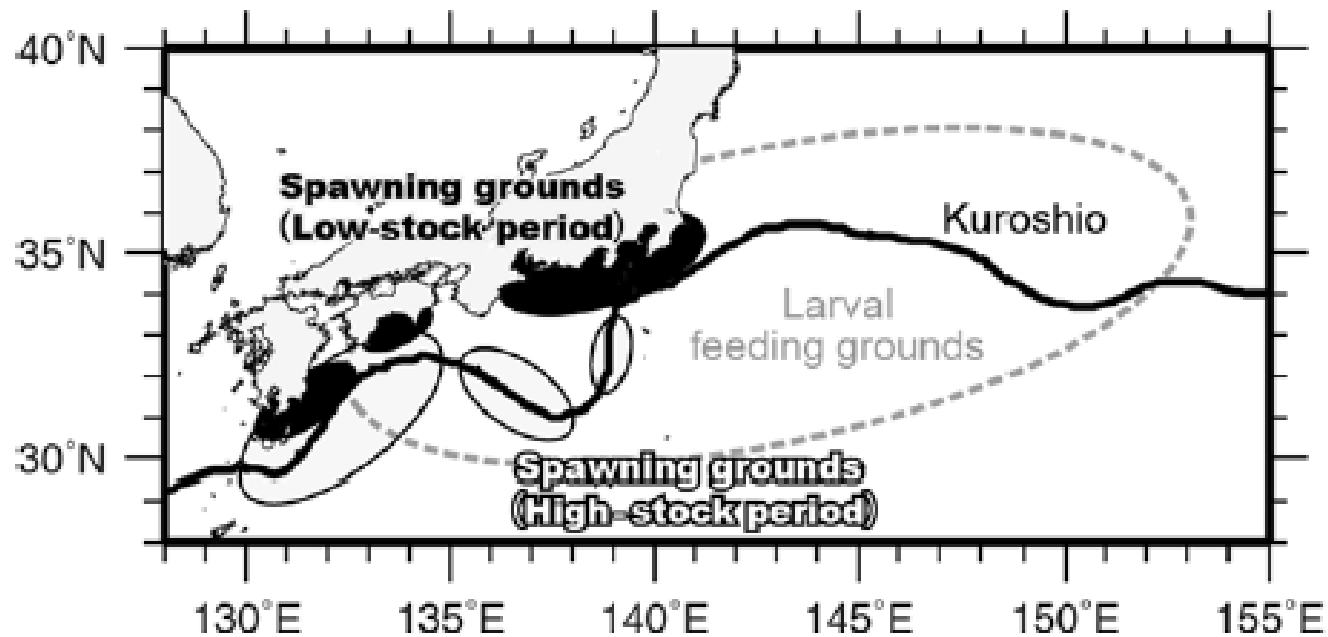 40°N
Spawning grounds
(Low-stock period)
Kuroshio
35°N
Larval
feeding grounds
30°N
Spawning grounds
(High-stock period)
130°E 135°E 140°E 145°E 150°E 155°E